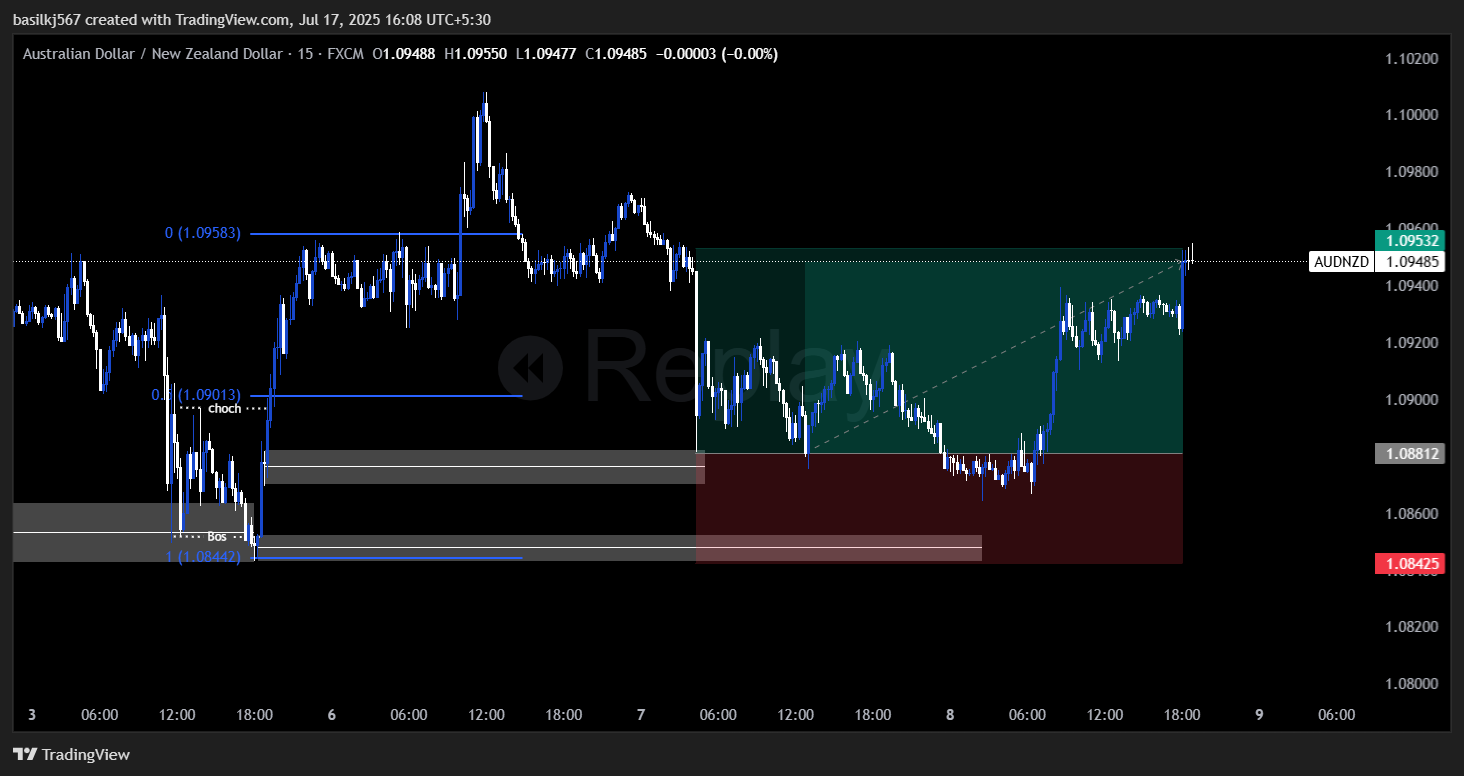 basilkj567 created with TradingView.com, Jul 17, 2025 16:08 UTC+5:30
Australian Dollar / New Zealand Dollar · 15 · FXCM O1.09488 H1.09550 L1.09477 C1.09485 −0.00003 (−0.00%)
1.10200
1.10000
1.09800
1.09600
0 (1.09583)
1.09532
AUDNZD 1.09485
1.09400
Replay
1.09200
(1.09013)
1.09000
choch
1.08812
1.08600
Bos
1 (1.08442)
1.08425
1.08200
1.08000
3 06:00 12:00 18:00 6 06:00 12:00 18:00 7 06:00 12:00 18:00 8 06:00 12:00 18:00 9 06:00
TradingView